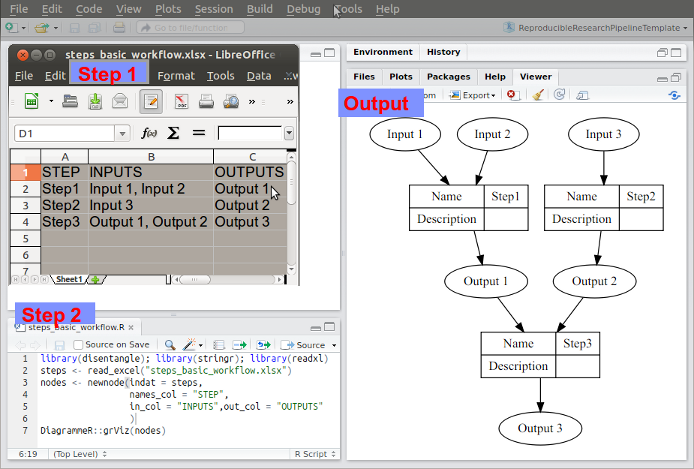 File Edit Code View Plots Session Build Debug Tools Help
Go to file/function
ReproducibleResearchPipelineTemplate
steps_basic_workflow.xlsx - LibreOffice
File Edit Step 1 Format Tools Data
D1
A B C
1 STEP INPUTS OUTPUTS
2 Step1 Input 1, Input 2 Output 1
3 Step2 Input 3 Output 2
4 Step3 Output 1, Output 2 Output 3
5
6
7
Sheet1
Step 2
steps_basic_workflow.R
Source on Save
Source
1 library(disentangle); library(stringr); library(readxl)
2 steps <- read_excel("steps_basic_workflow.xlsx")
3 nodes <- newnode(indat = steps,
4 names_col = "STEP",
5 in_col = "INPUTS",out_col = "OUTPUTS"
6 )
7 DiagrammeR::grViz(nodes)
6:19 (Top Level) R Script
Environment History
Files Plots Packages Help Viewer
Output
Export
Input 1 Input 2 Input 3
Name Step1
Description
Name Step2
Description
Output 1 Output 2
Name Step3
Description
Output 3